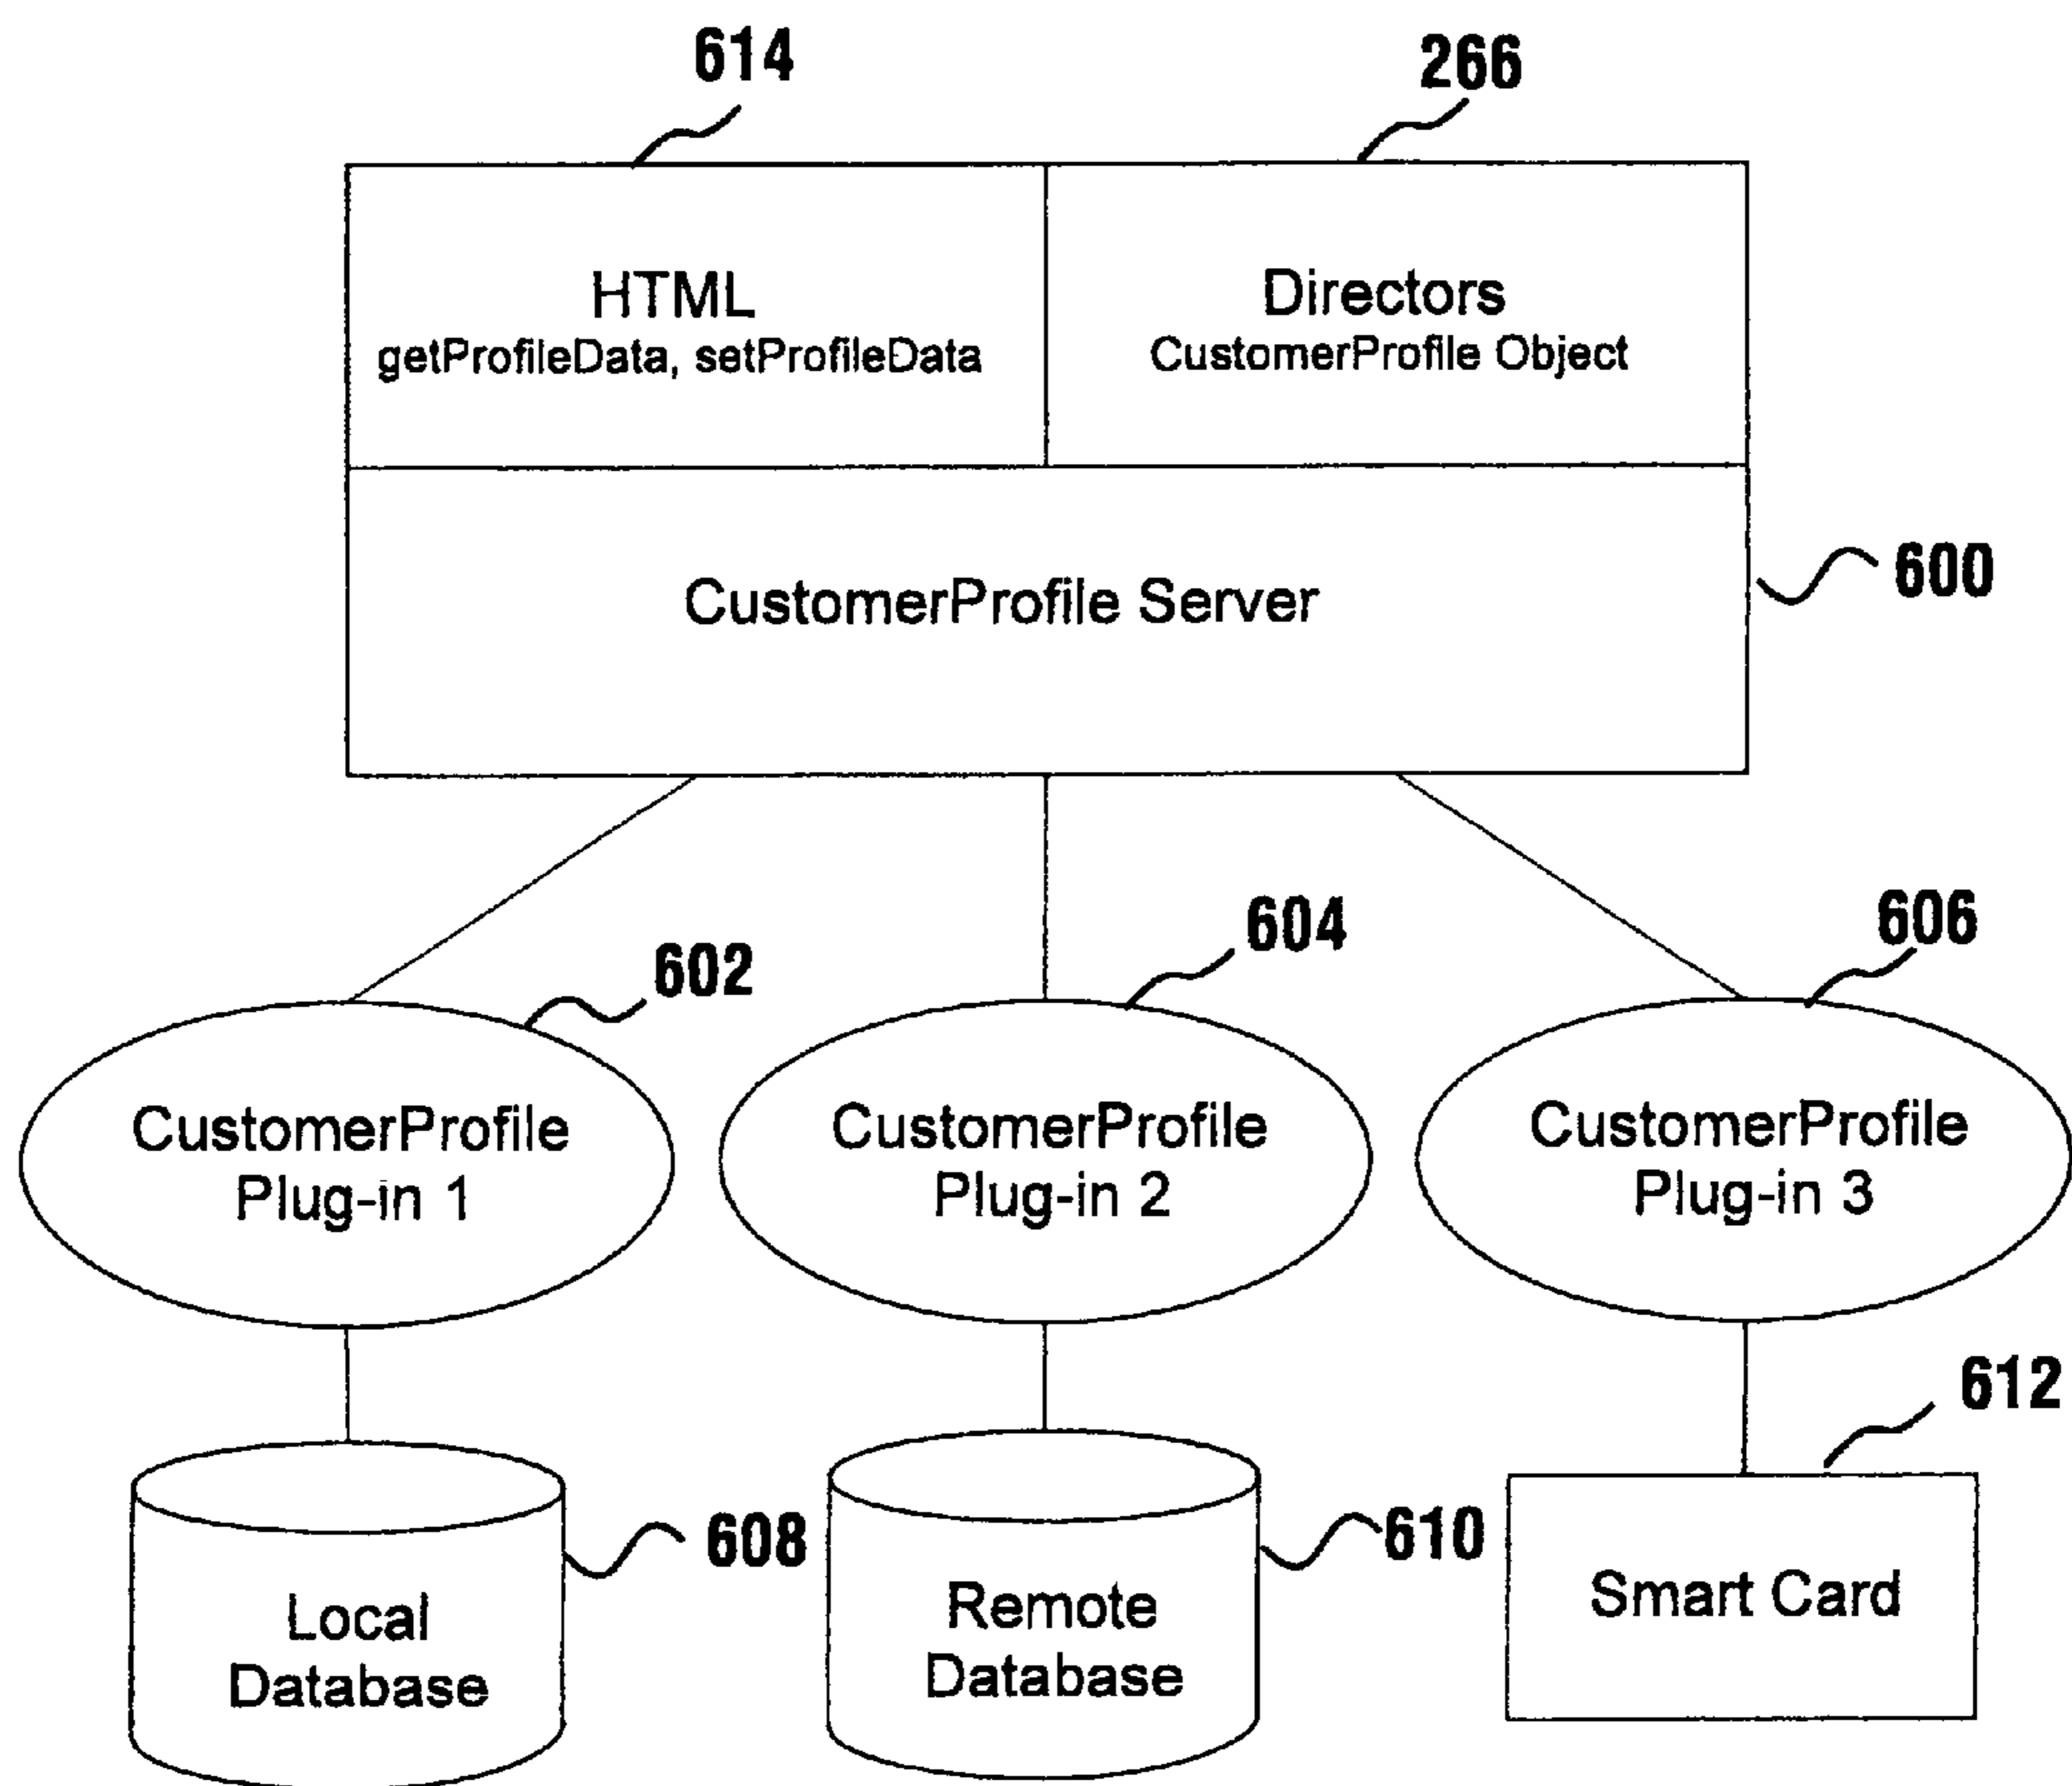 614
266
HTML
getProfileData, setProfileData
Directors
CustomerProfile Object
CustomerProfile Server
600
602
604
606
CustomerProfile
Plug-in 1
CustomerProfile
Plug-in 2
CustomerProfile
Plug-in 3
612
608
610
Local
Database
Remote
Database
Smart Card